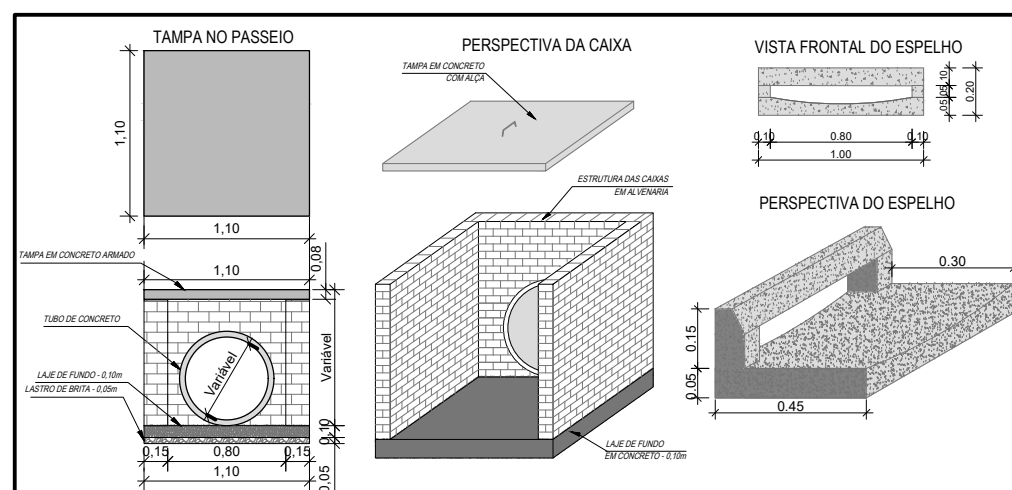 TAMPA NO PASSEIO
1,10
1,10
TAMPA EM CONCRETO ARMADO
1,10
0,08
TUBO DE CONCRETO
Variável
Variável
LAJE DE FUNDO - 0,10m
LASTRO DE BRITA - 0,05m
0,10
0,15
0,80
0,15
1,10
0,05
PERSPECTIVA DA CAIXA
TAMPA EM CONCRETO
COM ALÇA
ESTRUTURA DAS CAIXAS
EM ALVENARIA
LAJE DE FUNDO
EM CONCRETO - 0,10m
VISTA FRONTAL DO ESPELHO
.05
.05
.10
0.20
0.10
0.80
0.10
1.00
PERSPECTIVA DO ESPELHO
0.30
0.15
0.05
0.45